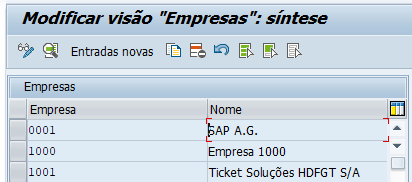 Modificar visão "Empresas": síntese
Entradas novas
Empresas
Empresa Nome
0001 SAP A.G.
1000 Empresa 1000
1001 Ticket Soluções HDFGT S/A